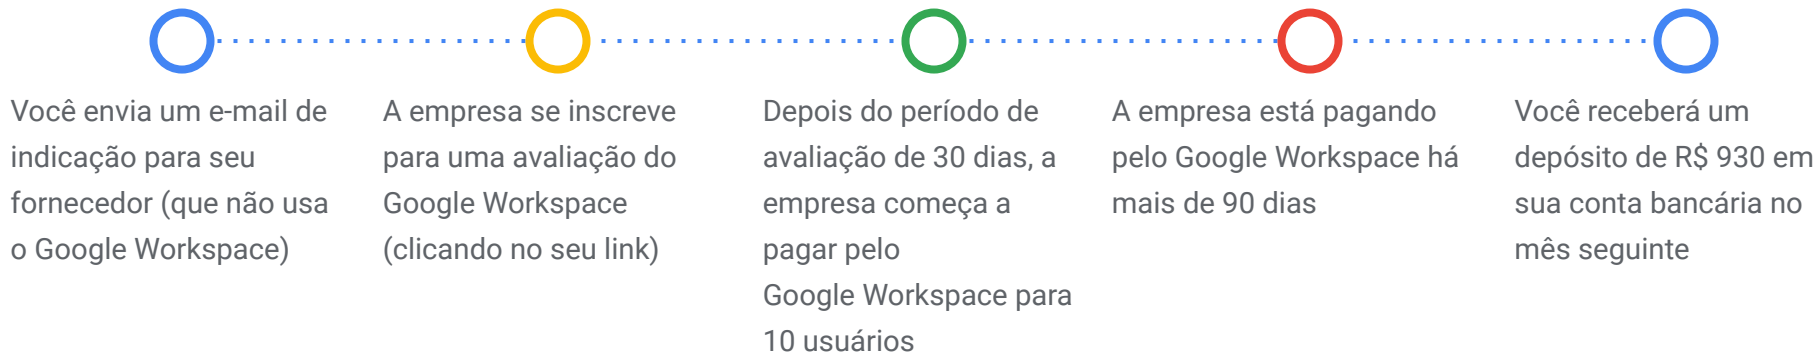 Você envia um e-mail de
indicação para seu
fornecedor (que não usa
o Google Workspace)
A empresa se inscreve
para uma avaliação do
Google Workspace
(clicando no seu link)
Depois do período de
avaliação de 30 dias, a
empresa começa a
pagar pelo
Google Workspace para
10 usuários
A empresa está pagando
pelo Google Workspace há
mais de 90 dias
Você receberá um
depósito de R$ 930 em
sua conta bancária no
mês seguinte